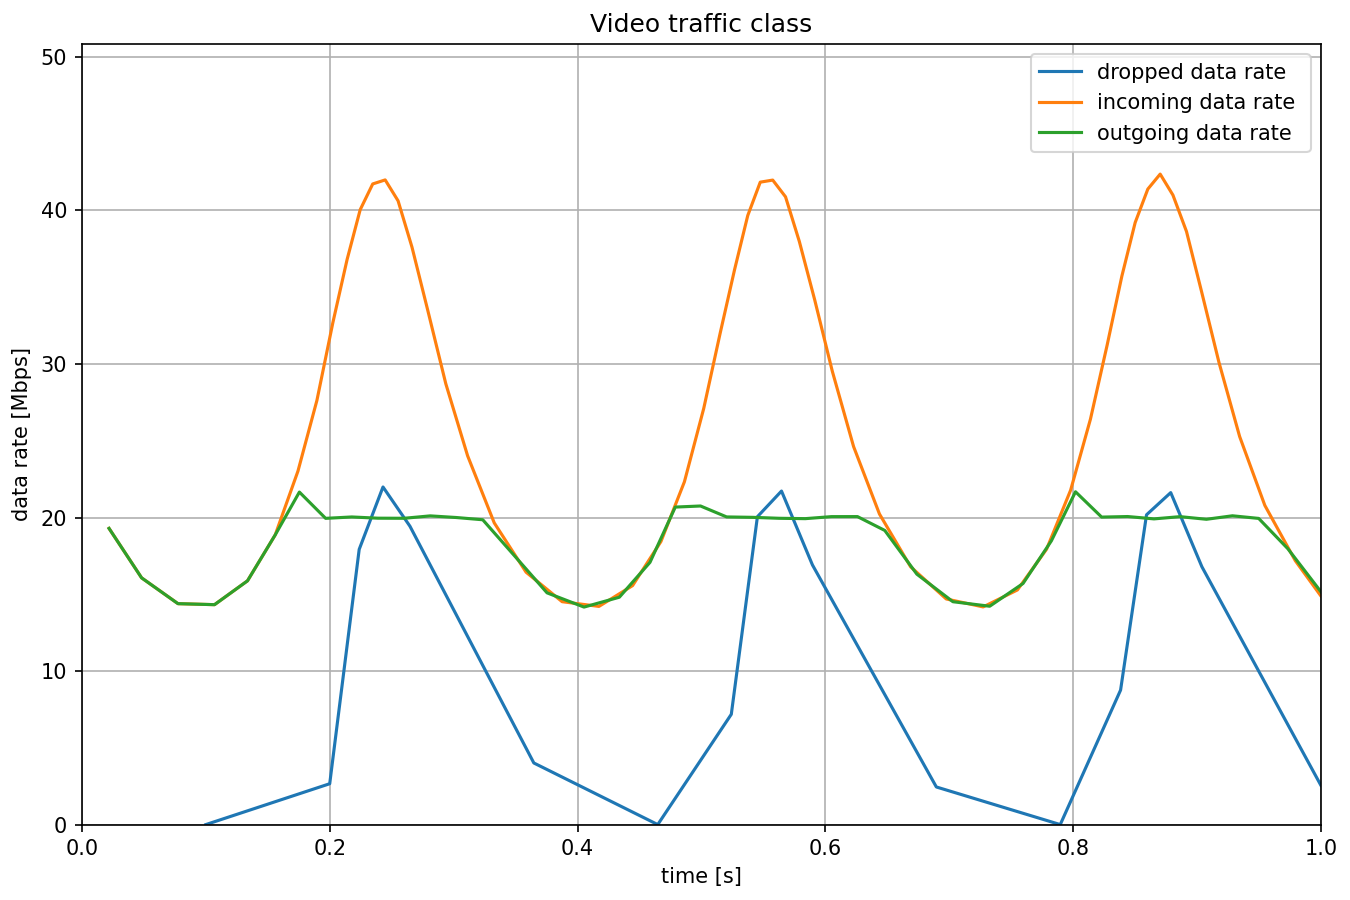 Video traffic class
50
40
30
20
10
0
data rate [Mbps]
dropped data rate
incoming data rate
outgoing data rate
0.0 0.2 0.4 0.6 0.8 1.0
time [s]